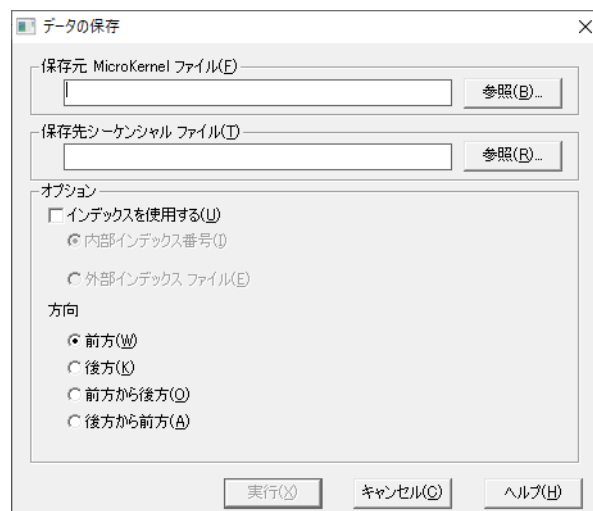 データの保存
保存元 MicroKernel ファイル(F)
参照(B)...
保存先シーケンシャル ファイル(T)
参照(R)...
オプション
インデックスを使用する(U)
内部インデックス番号(I)
外部インデックス ファイル(E)
方向
前方(W)
後方(K)
前方から後方(O)
後方から前方(A)
実行(X) キャンセル(C) ヘルプ(H)